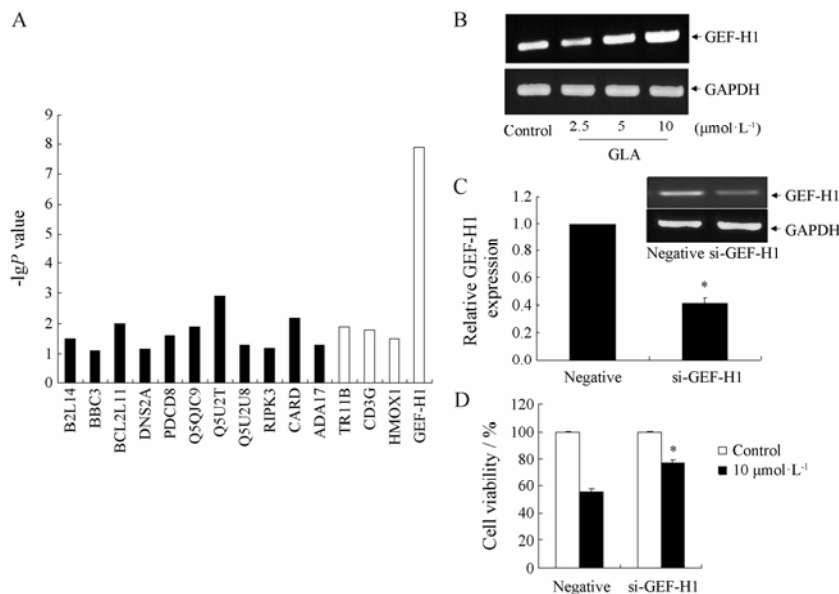 A
-lgP value
9
8
7
6
5
4
3
2
1
0
B2L14
BBC3
BCL2L11
DNS2A
PDCD8
Q5QJC9
Q5U2T
Q5U2U8
RIPK3
CARD
ADA17
TR11B
CD3G
HMOX1
GEF-H1
B
GEF-H1
GAPDH
Control 2.5 5 10 (μmol·L-1)
GLA
C
Relative GEF-H1
expression
1.2
1.0
0.8
0.6
0.4
0.2
0.0
*
Negative si-GEF-H1
GEF-H1
GAPDH
Negative si-GEF-H1
D
Cell viability / %
120
100
80
60
40
20
0
*
Control
10 μmol·L-1
Negative si-GEF-H1